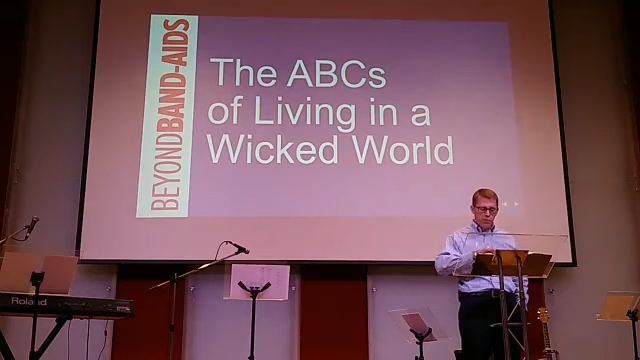 BEYONDBAND-AIDS
The ABCs
of Living in a
Wicked World
Roland